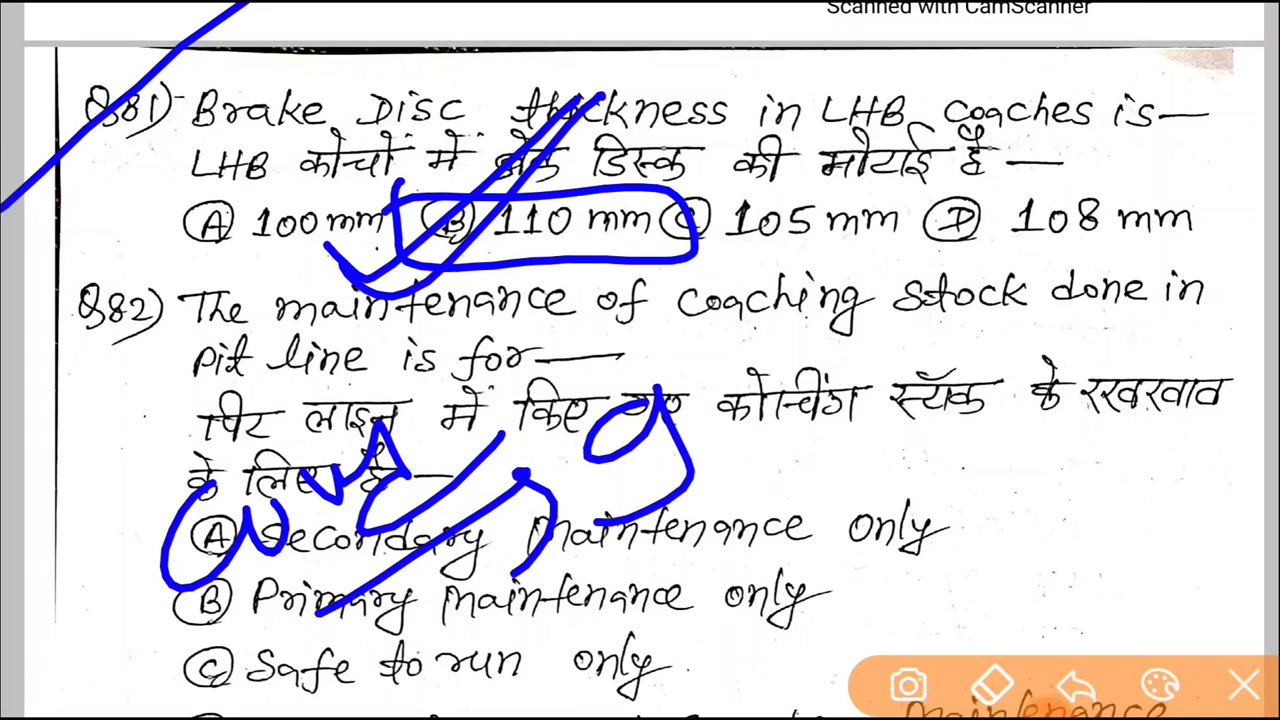 Scanned with CamScanner
Q81) Brake Disc thickness in LHB coaches is—
LHB कोचों में ब्रेक डिस्क की मोटाई है —
Ⓐ 100mm Ⓑ 110 mm Ⓒ 105 mm Ⓓ 108 mm
Q82) The maintenance of coaching stock done in
pit line is for—
पिट लाइन में किए गए कोचिंग स्टॉक के रखरखाव
के लिए है —
Ⓐ Secondary maintenance only
Ⓑ Primary maintenance only
Ⓒ Safe to run only
maintenance